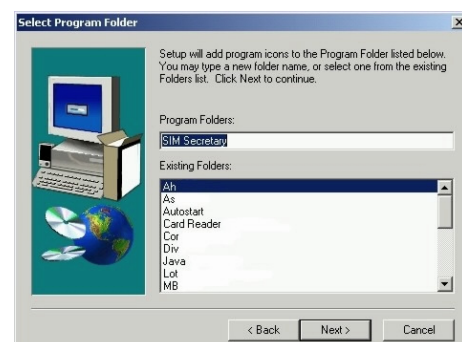 Select Program Folder
Setup will add program icons to the Program Folder listed below.
You may type a new folder name, or select one from the existing
Folders list. Click Next to continue.
Program Folders:
SIM Secretary
Existing Folders:
Ah
As
Autostart
Card Reader
Cor
Div
Java
Lot
MB
< Back
Next >
Cancel